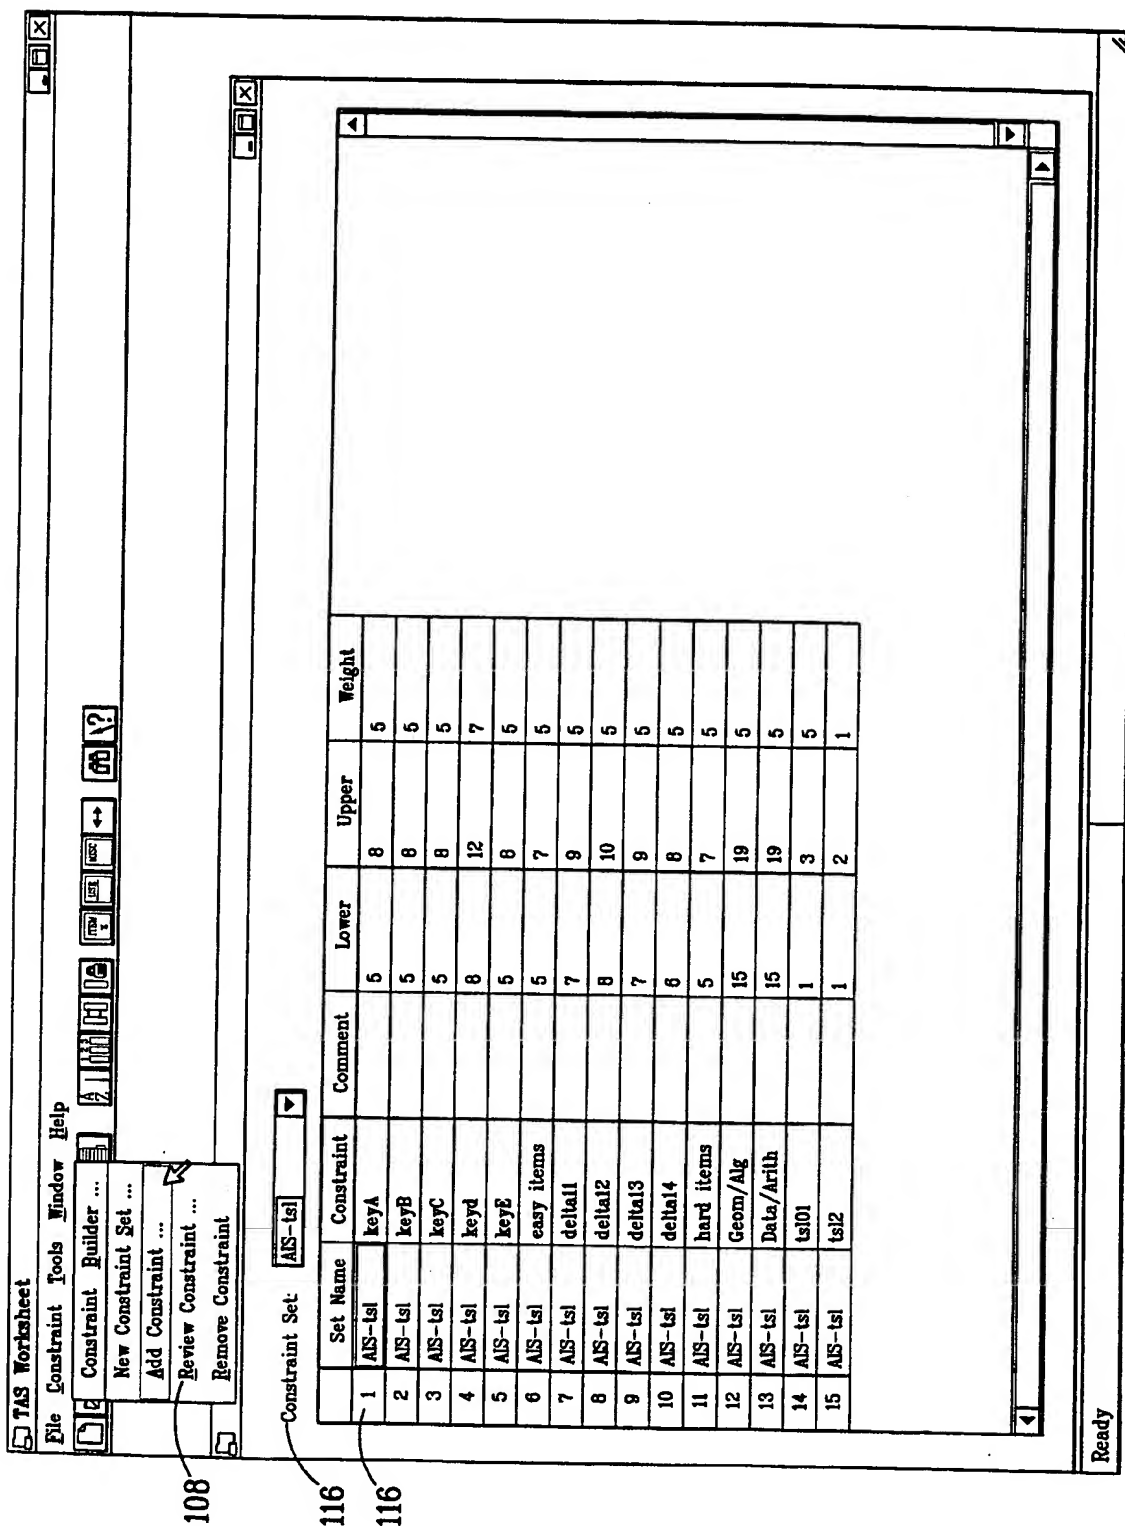 TAS Worksheet
File Constraint Tools Window Help
Constraint Builder ...
New Constraint Set ...
Add Constraint ...
Review Constraint ...
Remove Constraint
108
116
Constraint Set: AIS-tsl
116
Set Name Constraint Comment Lower Upper Weight
1 AIS-tsl keyA 5 8 5
2 AIS-tsl keyB 5 8 5
3 AIS-tsl keyC 5 8 5
4 AIS-tsl keyd 8 12 7
5 AIS-tsl keyE 5 8 5
6 AIS-tsl easy items 5 7 5
7 AIS-tsl delta11 7 9 5
8 AIS-tsl delta12 8 10 5
9 AIS-tsl delta13 7 9 5
10 AIS-tsl delta14 6 8 5
11 AIS-tsl hard items 5 7 5
12 AIS-tsl Geom/Alg 15 19 5
13 AIS-tsl Data/Arith 15 19 5
14 AIS-tsl tsl01 1 3 5
15 AIS-tsl tsl2 1 2 1
Ready